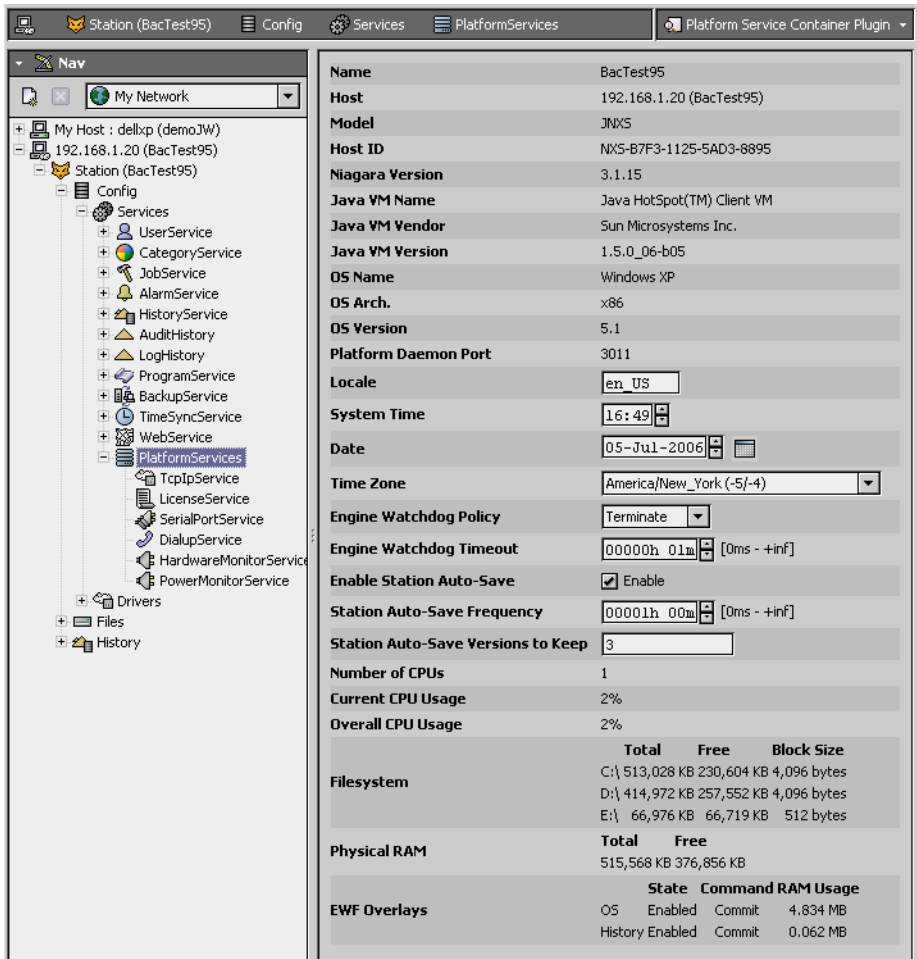 Station (BacTest95) Config Services PlatformServices Platform Service Container Plugin
Nav
My Network
My Host : dellxp (demoJW)
192.168.1.20 (BacTest95)
Station (BacTest95)
Config
Services
UserService
CategoryService
JobService
AlarmService
HistoryService
AuditHistory
LogHistory
ProgramService
BackupService
TimeSyncService
WebService
PlatformServices
TcpIpService
LicenseService
SerialPortService
DialupService
HardwareMonitorService
PowerMonitorService
Drivers
Files
History
Name BacTest95
Host 192.168.1.20 (BacTest95)
Model JNXS
Host ID NXS-B7F3-1125-5AD3-8895
Niagara Version 3.1.15
Java VM Name Java HotSpot(TM) Client VM
Java VM Vendor Sun Microsystems Inc.
Java VM Version 1.5.0_06-b05
OS Name Windows XP
OS Arch. x86
OS Version 5.1
Platform Daemon Port 3011
Locale en_US
System Time 16:49
Date 05-Jul-2006
Time Zone America/New_York (-5/-4)
Engine Watchdog Policy Terminate
Engine Watchdog Timeout 00000h 01m [0ms - +inf]
Enable Station Auto-Save Enable
Station Auto-Save Frequency 00001h 00m [0ms - +inf]
Station Auto-Save Versions to Keep 3
Number of CPUs 1
Current CPU Usage 2%
Overall CPU Usage 2%
Filesystem
Total Free Block Size
C:\ 513,028 KB 230,604 KB 4,096 bytes
D:\ 414,972 KB 257,552 KB 4,096 bytes
E:\ 66,976 KB 66,719 KB 512 bytes
Physical RAM
Total Free
515,568 KB 376,856 KB
EWF Overlays
State Command RAM Usage
OS Enabled Commit 4.834 MB
History Enabled Commit 0.062 MB